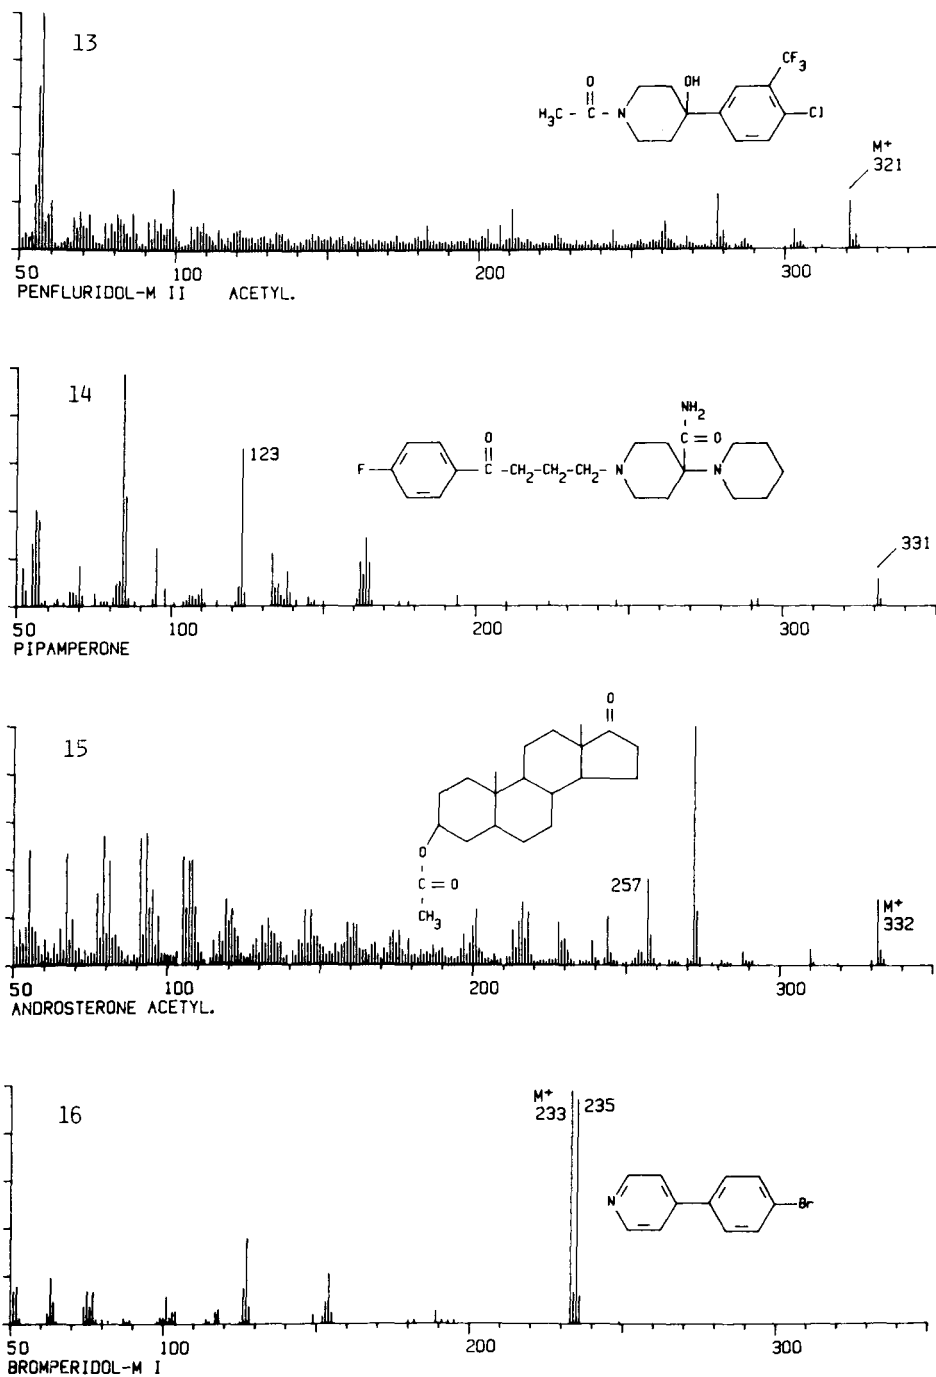 13
O
H3C - C - N
OH
CF3
Cl
M+
321
50 100 200 300
PENFLURIDOL-M II ACETYL.
14
123
NH2
O
C = O
F
C - CH2-CH2-CH2 - N
N
331
50 100 200 300
PIPAMPERONE
15
O
O
C = O
CH3
257
M+
332
50 100 200 300
ANDROSTERONE ACETYL.
16
M+
233
235
N
Br
50 100 200 300
BROMPERIDOL-M I